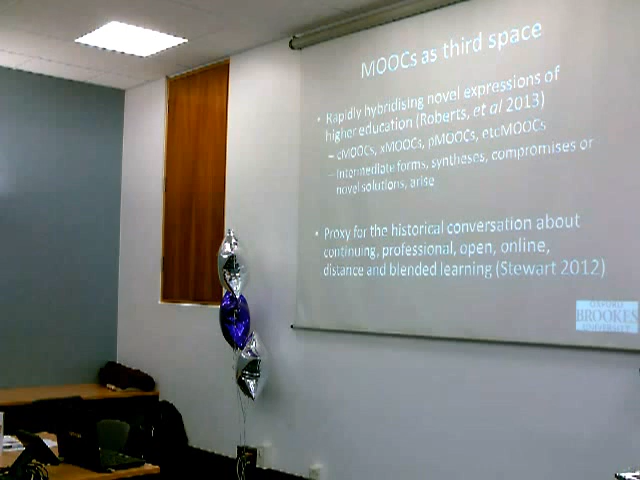 MOOCs as third space
• Rapidly hybridising novel expressions of
higher education (Roberts, et al 2013)
– cMOOCs, xMOOCs, pMOOCs, etcMOOCs
– Intermediate forms, syntheses, compromises or
novel solutions, arise
• Proxy for the historical conversation about
continuing, professional, open, online,
distance and blended learning (Stewart 2012)
OXFORD
BROOKES
UNIVERSITY